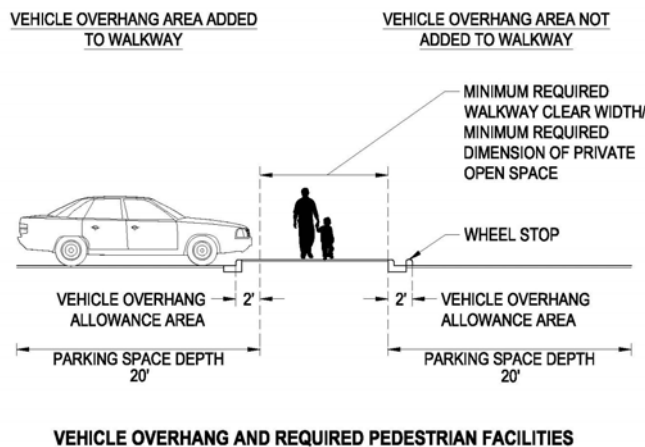 VEHICLE OVERHANG AREA ADDED
TO WALKWAY
VEHICLE OVERHANG AREA NOT
ADDED TO WALKWAY
MINIMUM REQUIRED
WALKWAY CLEAR WIDTH/
MINIMUM REQUIRED
DIMENSION OF PRIVATE
OPEN SPACE
WHEEL STOP
VEHICLE OVERHANG
ALLOWANCE AREA
2'
2'
VEHICLE OVERHANG
ALLOWANCE AREA
PARKING SPACE DEPTH
20'
PARKING SPACE DEPTH
20'
VEHICLE OVERHANG AND REQUIRED PEDESTRIAN FACILITIES